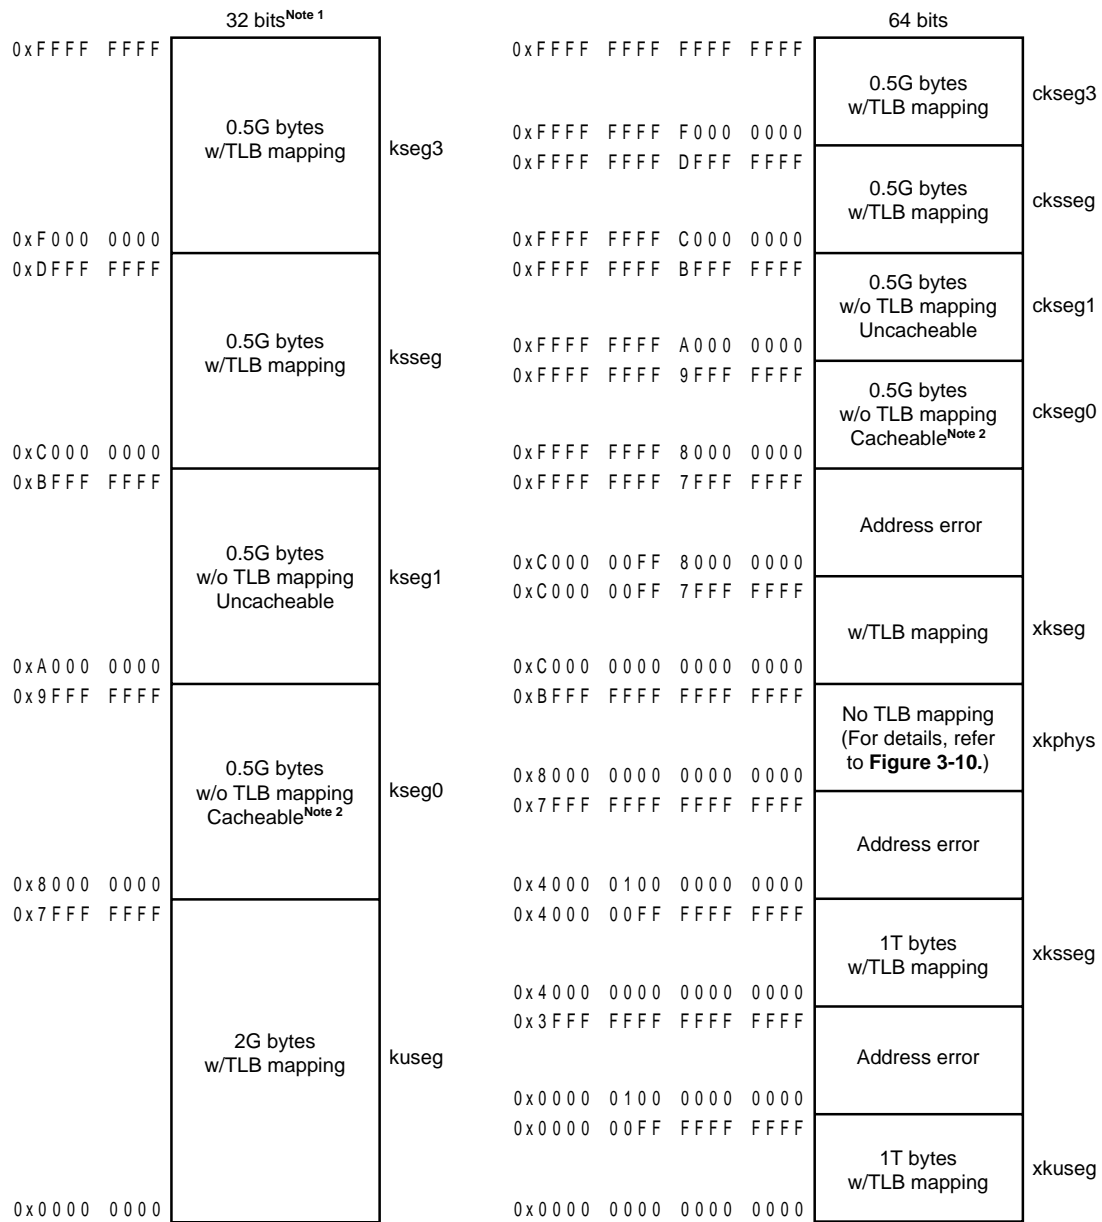 32 bitsNote 1
0xFFFF FFFF
0.5G bytes
w/TLB mapping
kseg3
0xF000 0000
0xDFFF FFFF
0.5G bytes
w/TLB mapping
ksseg
0xC000 0000
0xBFFF FFFF
0.5G bytes
w/o TLB mapping
Uncacheable
kseg1
0xA000 0000
0x9FFF FFFF
0.5G bytes
w/o TLB mapping
CacheableNote 2
kseg0
0x8000 0000
0x7FFF FFFF
2G bytes
w/TLB mapping
kuseg
0x0000 0000
64 bits
0xFFFF FFFF FFFF FFFF
0.5G bytes
w/TLB mapping
ckseg3
0xFFFF FFFF F000 0000
0xFFFF FFFF DFFF FFFF
0.5G bytes
w/TLB mapping
cksseg
0xFFFF FFFF C000 0000
0xFFFF FFFF BFFF FFFF
0.5G bytes
w/o TLB mapping
Uncacheable
ckseg1
0xFFFF FFFF A000 0000
0xFFFF FFFF 9FFF FFFF
0.5G bytes
w/o TLB mapping
CacheableNote 2
ckseg0
0xFFFF FFFF 8000 0000
0xFFFF FFFF 7FFF FFFF
Address error
0xC000 00FF 8000 0000
0xC000 00FF 7FFF FFFF
w/TLB mapping
xkseg
0xC000 0000 0000 0000
0xBFFF FFFF FFFF FFFF
No TLB mapping
(For details, refer
to Figure 3-10.)
xkphys
0x8000 0000 0000 0000
0x7FFF FFFF FFFF FFFF
Address error
0x4000 0100 0000 0000
0x4000 00FF FFFF FFFF
1T bytes
w/TLB mapping
xksseg
0x4000 0000 0000 0000
0x3FFF FFFF FFFF FFFF
Address error
0x0000 0100 0000 0000
0x0000 00FF FFFF FFFF
1T bytes
w/TLB mapping
xkuseg
0x0000 0000 0000 0000